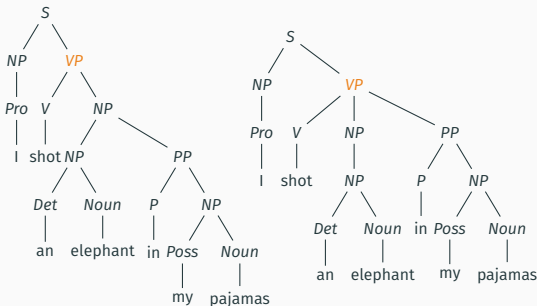 S
NP VP
Pro V NP
I shot NP PP
Det Noun P NP
an elephant in Poss Noun
my pajamas
S
NP VP
Pro V NP PP
I shot NP P NP
Det Noun in Poss Noun
an elephant my pajamas